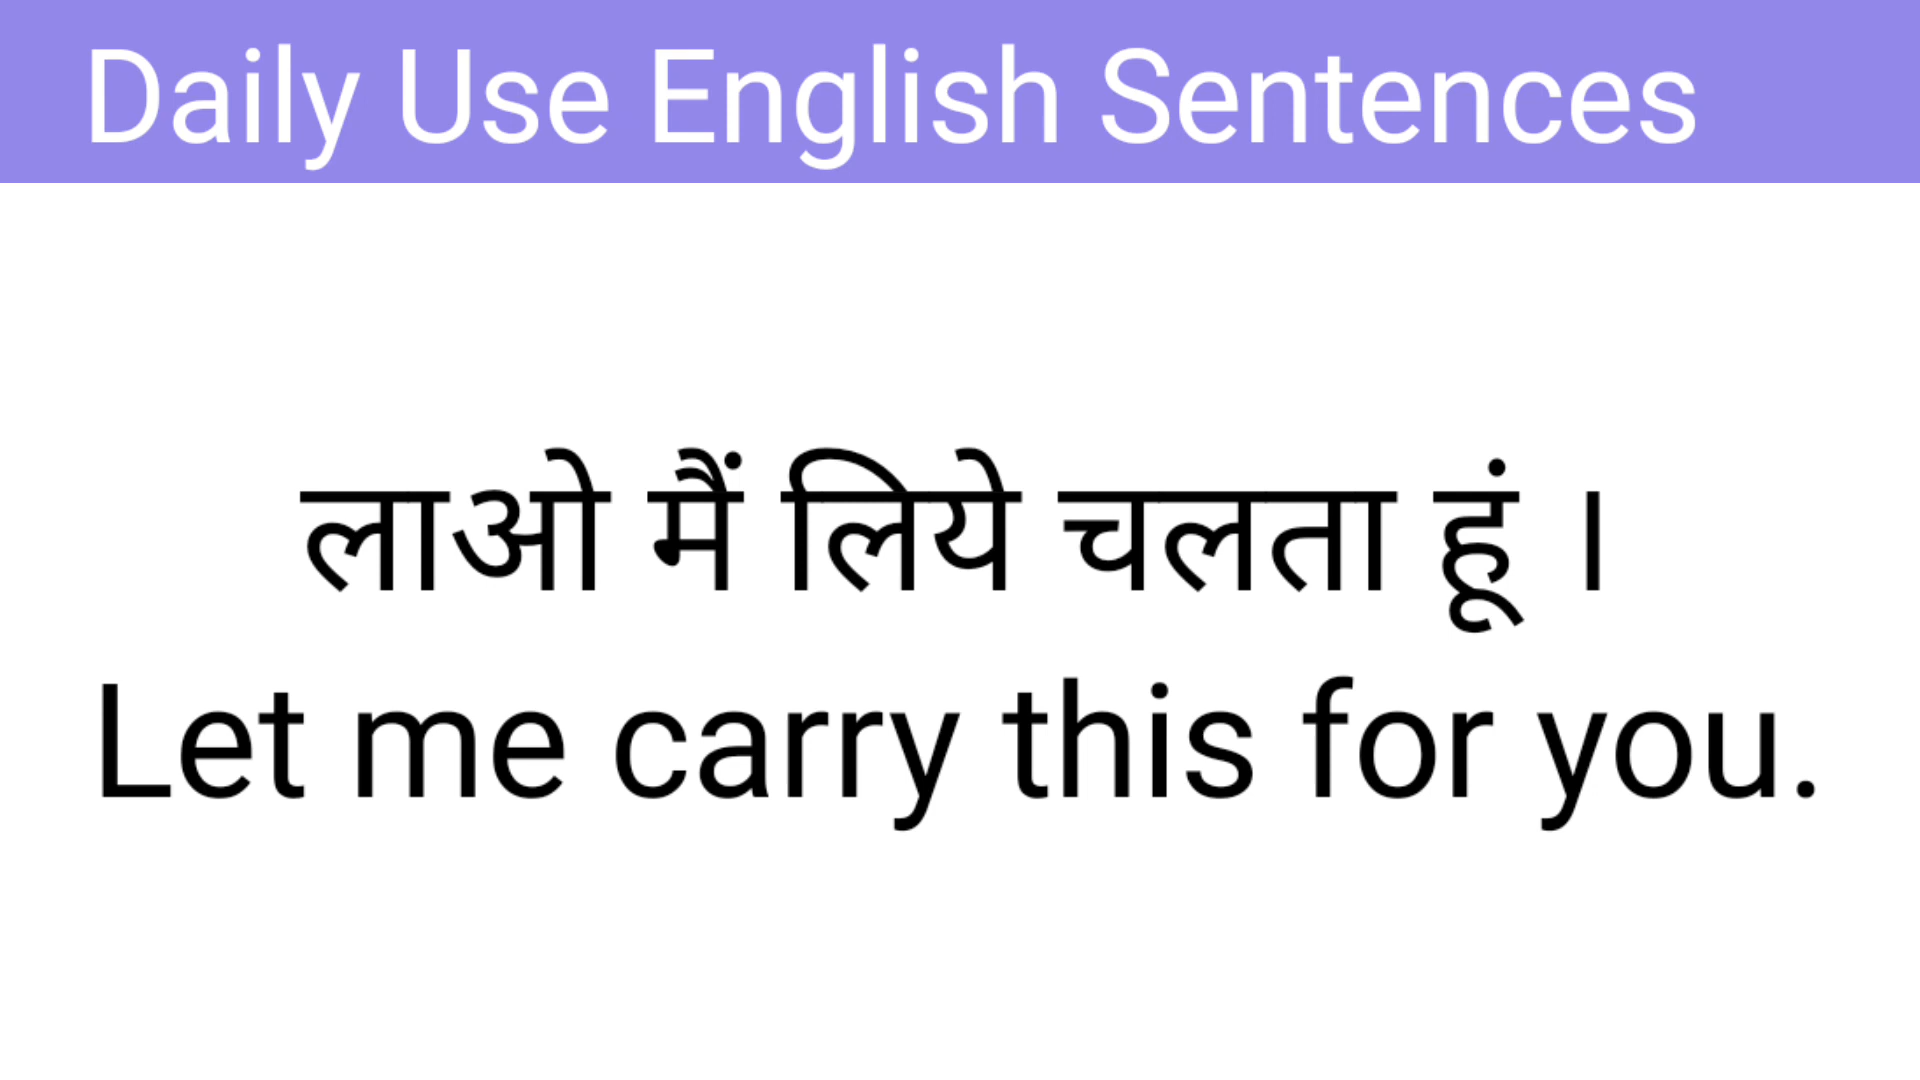 Daily Use English Sentences
लाओ मैं लिये चलता हूं ।
Let me carry this for you.